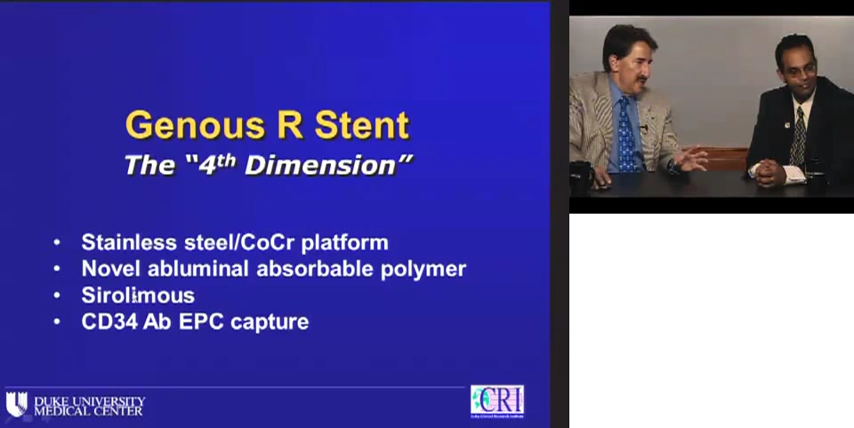 Genous R Stent
The “4th Dimension”
• Stainless steel/CoCr platform
• Novel abluminal absorbable polymer
• Sirolimous
• CD34 Ab EPC capture
DUKE UNIVERSITY
MEDICAL CENTER
CRI